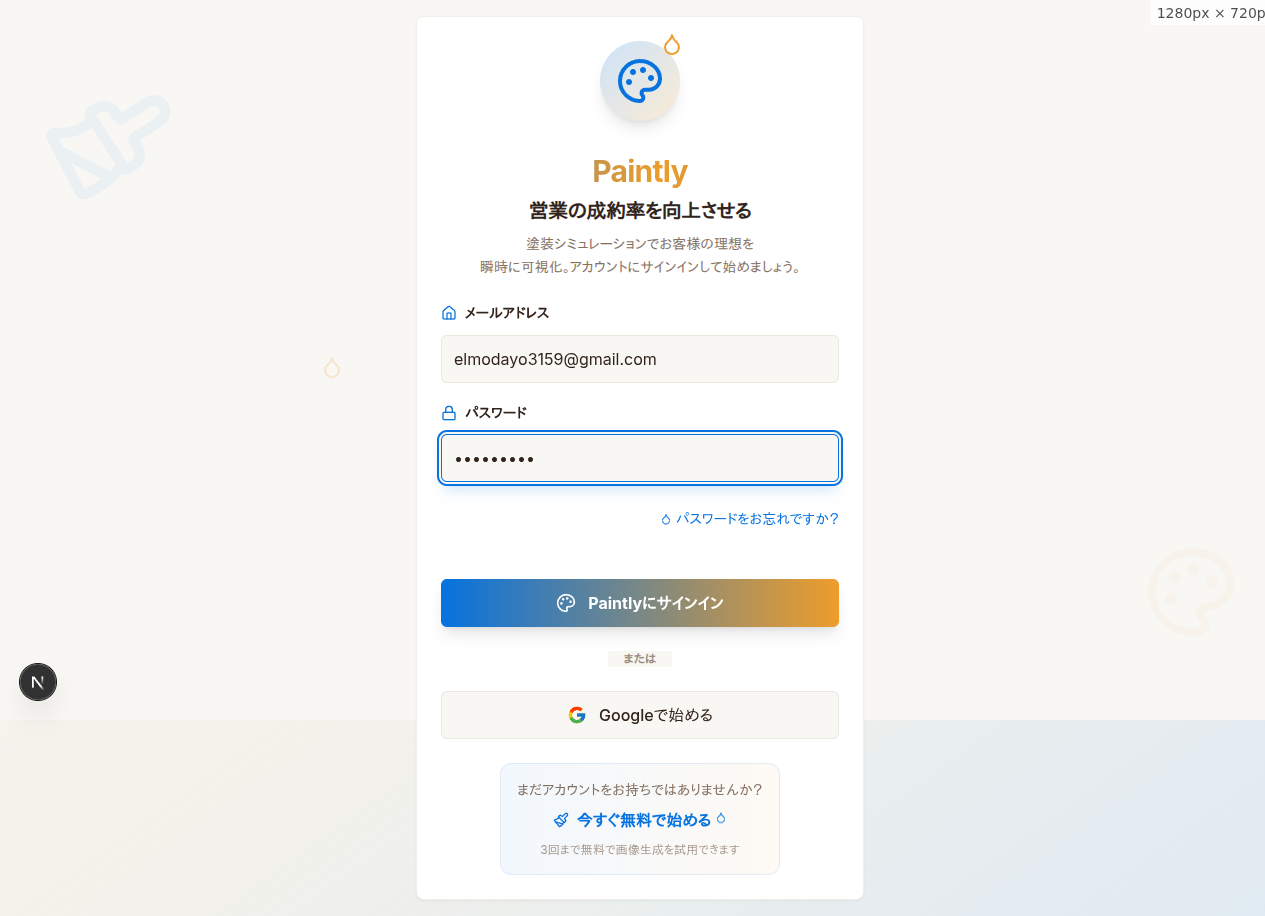 1280px × 720p
Paintly
営業の成約率を向上させる
塗装シミュレーションでお客様の理想を
瞬時に可視化。アカウントにサインインして始めましょう。
メールアドレス
elmodayo3159@gmail.com
パスワード
•••••••••
パスワードをお忘れですか?
Paintlyにサインイン
または
N
Googleで始める
まだアカウントをお持ちではありませんか?
今すぐ無料で始める
3回まで無料で画像生成を試用できます